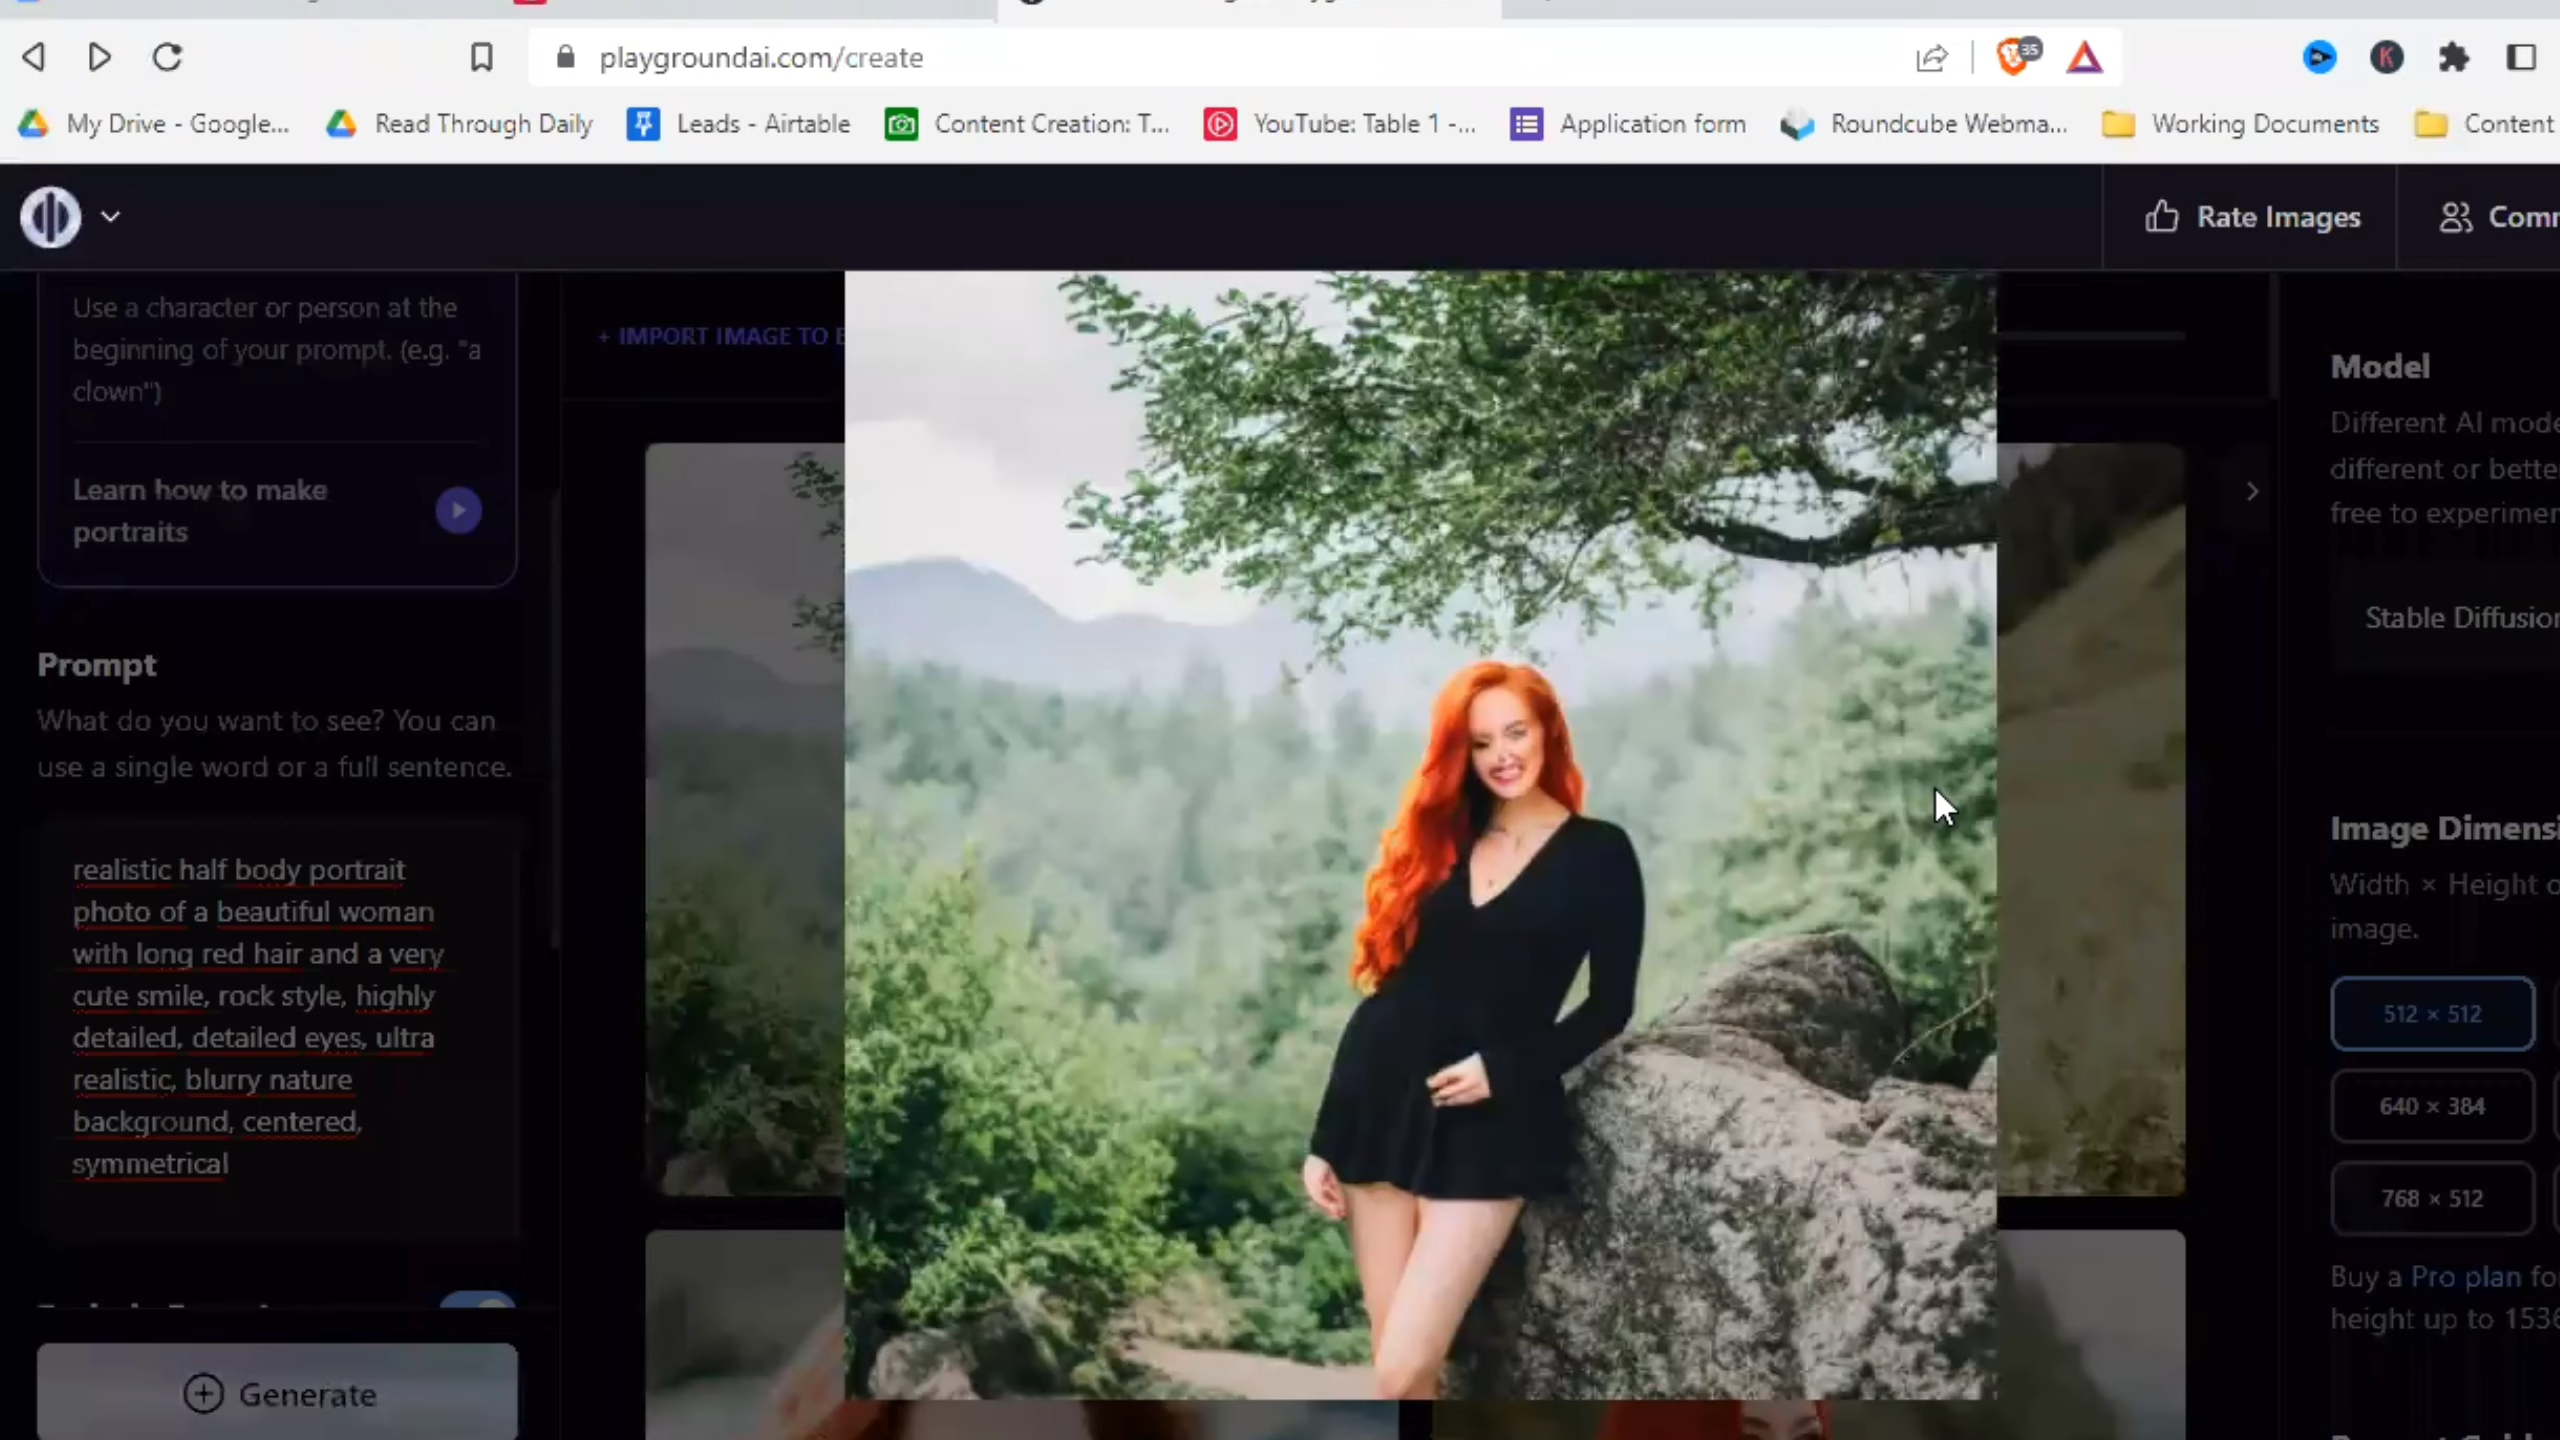 playgroundai.com/create
35
K
My Drive - Google...
Read Through Daily
Leads - Airtable
Content Creation: T...
YouTube: Table 1 -...
Application form
Roundcube Webma...
Working Documents
Content
Rate Images
Comm
Use a character or person at the
beginning of your prompt. (e.g. "a
clown")
Learn how to make
portraits
Prompt
What do you want to see? You can
use a single word or a full sentence.
realistic half body portrait
photo of a beautiful woman
with long red hair and a very
cute smile, rock style, highly
detailed, detailed eyes, ultra
realistic, blurry nature
background, centered,
symmetrical
Generate
+ IMPORT IMAGE TO E
Model
Different AI mode
different or bette
free to experimen
Stable Diffusion
Image Dimensi
Width × Height o
image.
512 × 512
640 × 384
768 × 512
Buy a Pro plan fo
height up to 1536